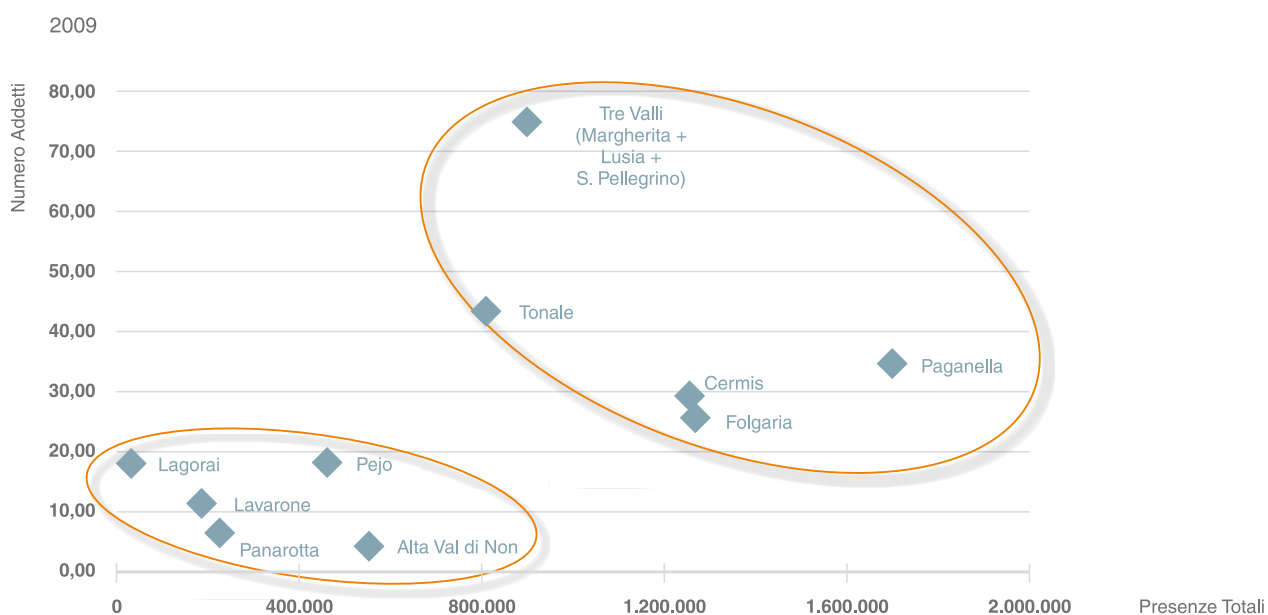 2009
Numero Addetti
80,00
70,00
60,00
50,00
40,00
30,00
20,00
10,00
0,00
Tre Valli
(Margherita +
Lusia +
S. Pellegrino)
Tonale
Paganella
Cermis
Folgaria
Lagorai
Pejo
Lavarone
Panarotta
Alta Val di Non
0
400.000
800.000
1.200.000
1.600.000
2.000.000
Presenze Totali